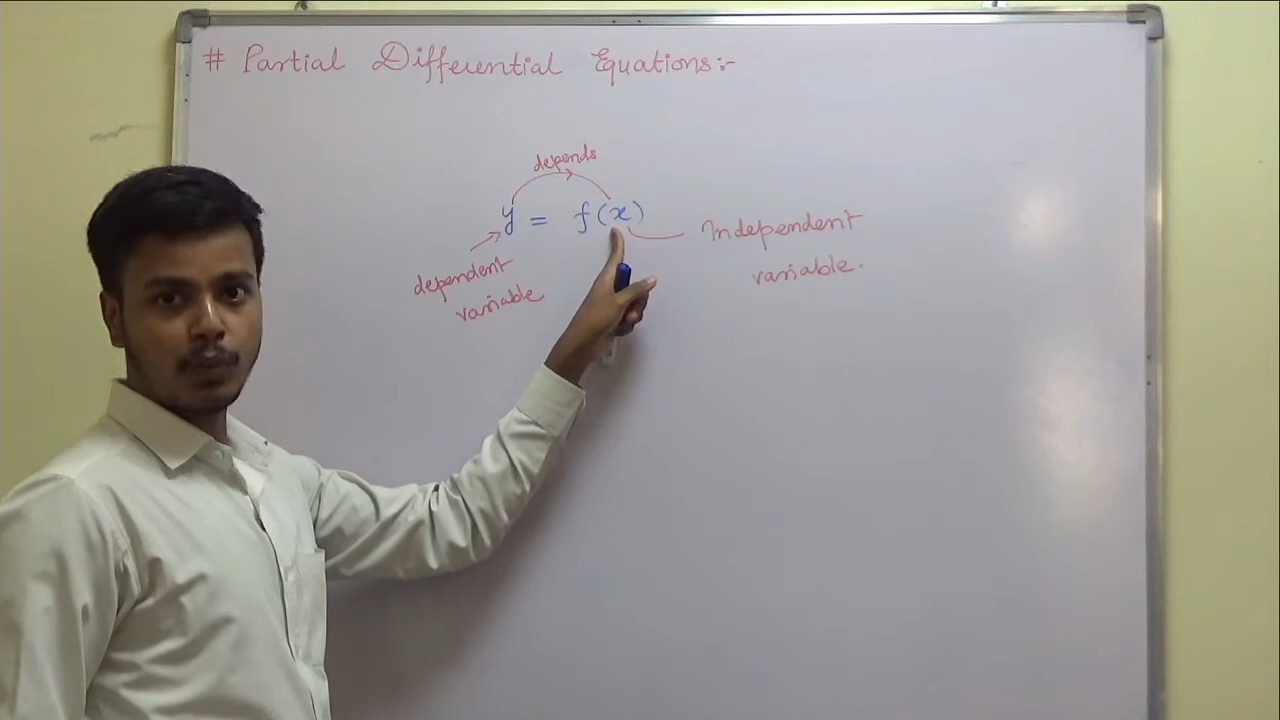 # Partial Differential Equations:-
depends
y = f(x)
Independent
variable.
dependent
variable